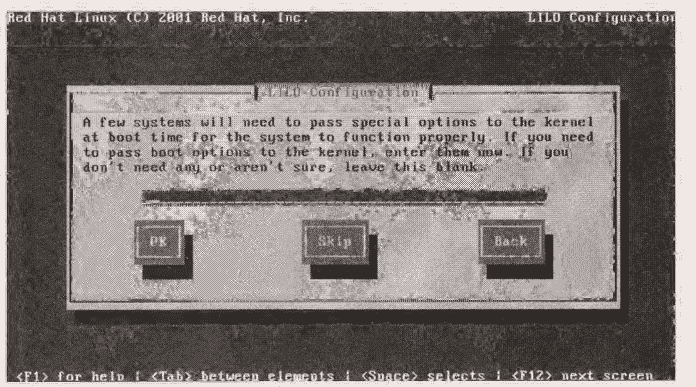 Red Hat Linux (C) 2001 Red Hat, Inc. LILO Configuration
LILO Configuration
A few systems will need to pass special options to the kernel
at boot time for the system to function properly. If you need
to pass boot options to the kernel, enter them now. If you
don't need any or aren't sure, leave this blank.
OK Skip Back
<F1> for help | <Tab> between elements | <Space> selects | <F12> next screen